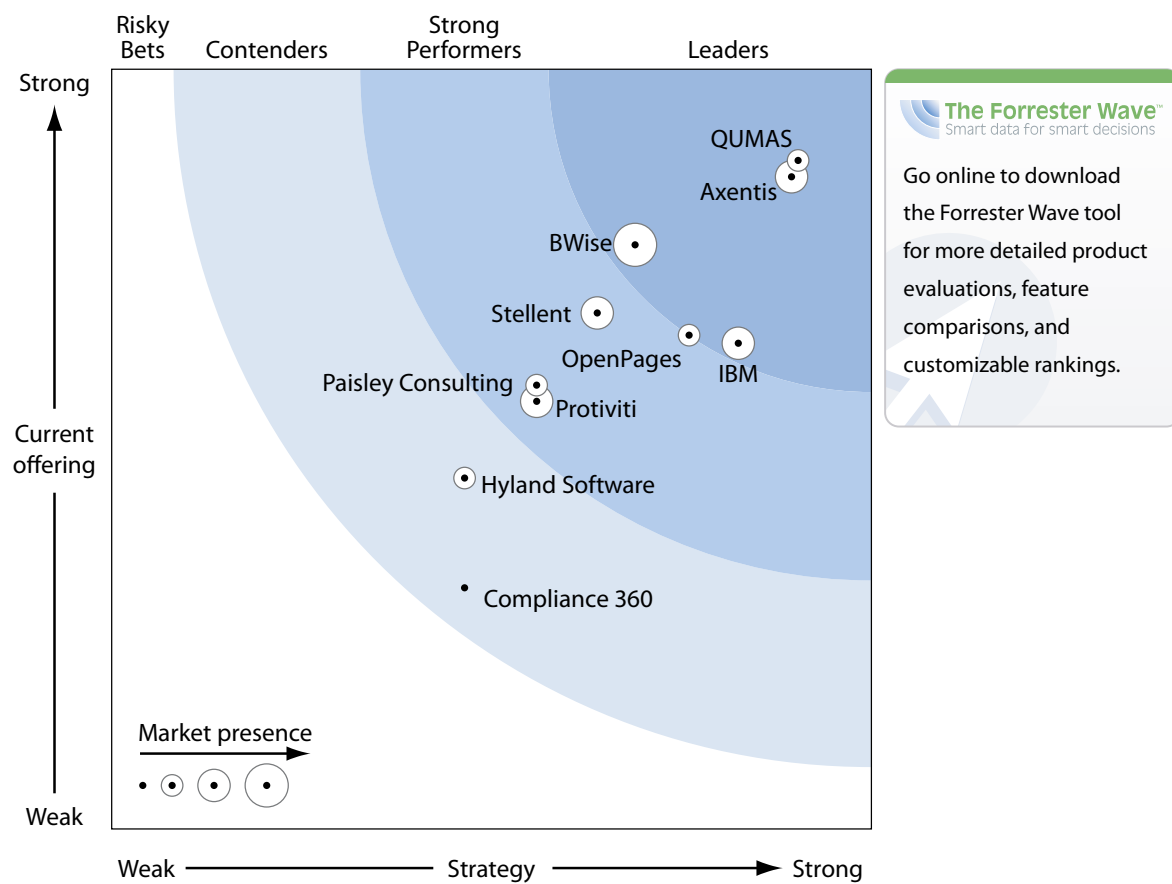 Risky
Bets
Contenders
Strong
Performers
Leaders
Strong
Current
offering
Weak
QUMAS
Axentis
BWise
Stellent
OpenPages
IBM
Paisley Consulting
Protiviti
Hyland Software
Compliance 360
Market presence
Weak
Strategy
Strong
The Forrester Wave™
Smart data for smart decisions
Go online to download
the Forrester Wave tool
for more detailed product
evaluations, feature
comparisons, and
customizable rankings.